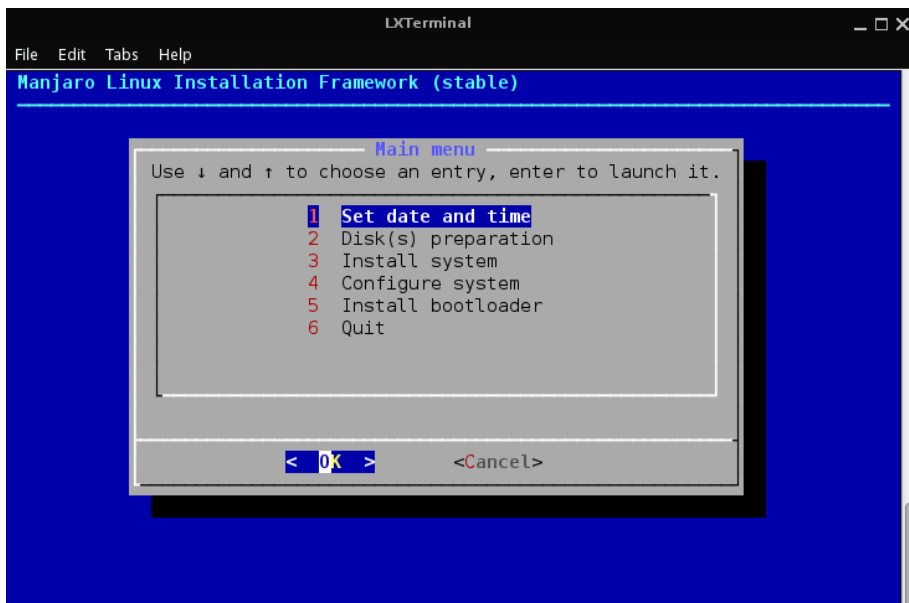 LXTerminal
File Edit Tabs Help
Manjaro Linux Installation Framework (stable)
Main menu
Use ↓ and ↑ to choose an entry, enter to launch it.
1 Set date and time
2 Disk(s) preparation
3 Install system
4 Configure system
5 Install bootloader
6 Quit
< OK > <Cancel>